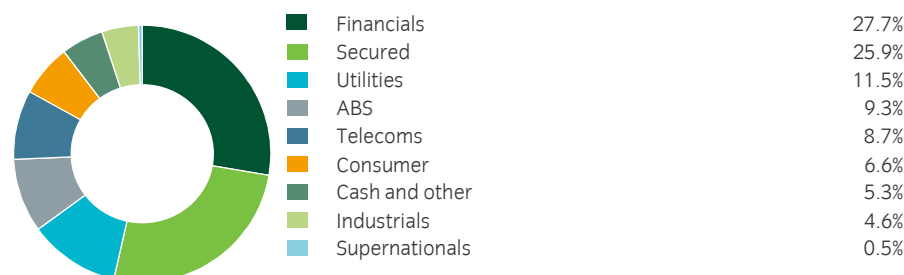 Financials 27.7%
Secured 25.9%
Utilities 11.5%
ABS 9.3%
Telecoms 8.7%
Consumer 6.6%
Cash and other 5.3%
Industrials 4.6%
Supernationals 0.5%